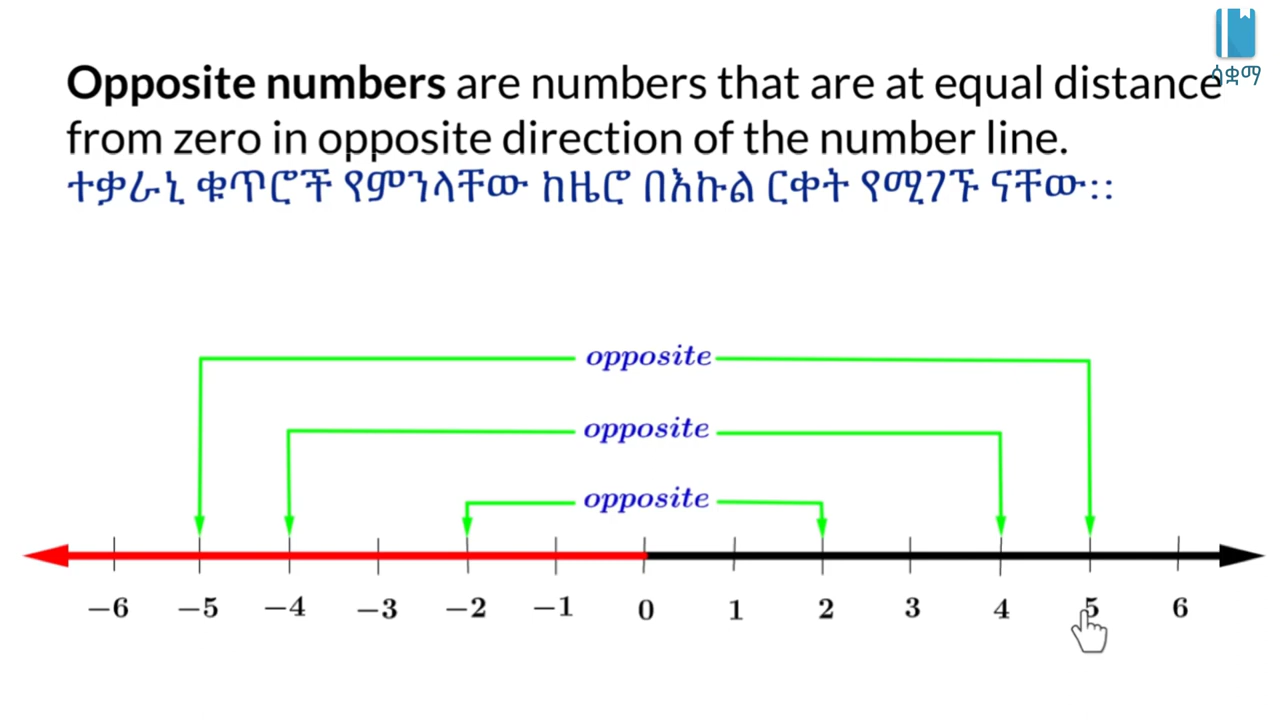 Opposite numbers are numbers that are at equal distance
from zero in opposite direction of the number line.
ተቃራኒ ቁጥሮች የምንላቸው ከዜሮ በእኩል ርቀት የሚገኙ ናቸው፡፡
ሰቋማ
opposite
opposite
opposite
−6 −5 −4 −3 −2 −1 0 1 2 3 4 5 6